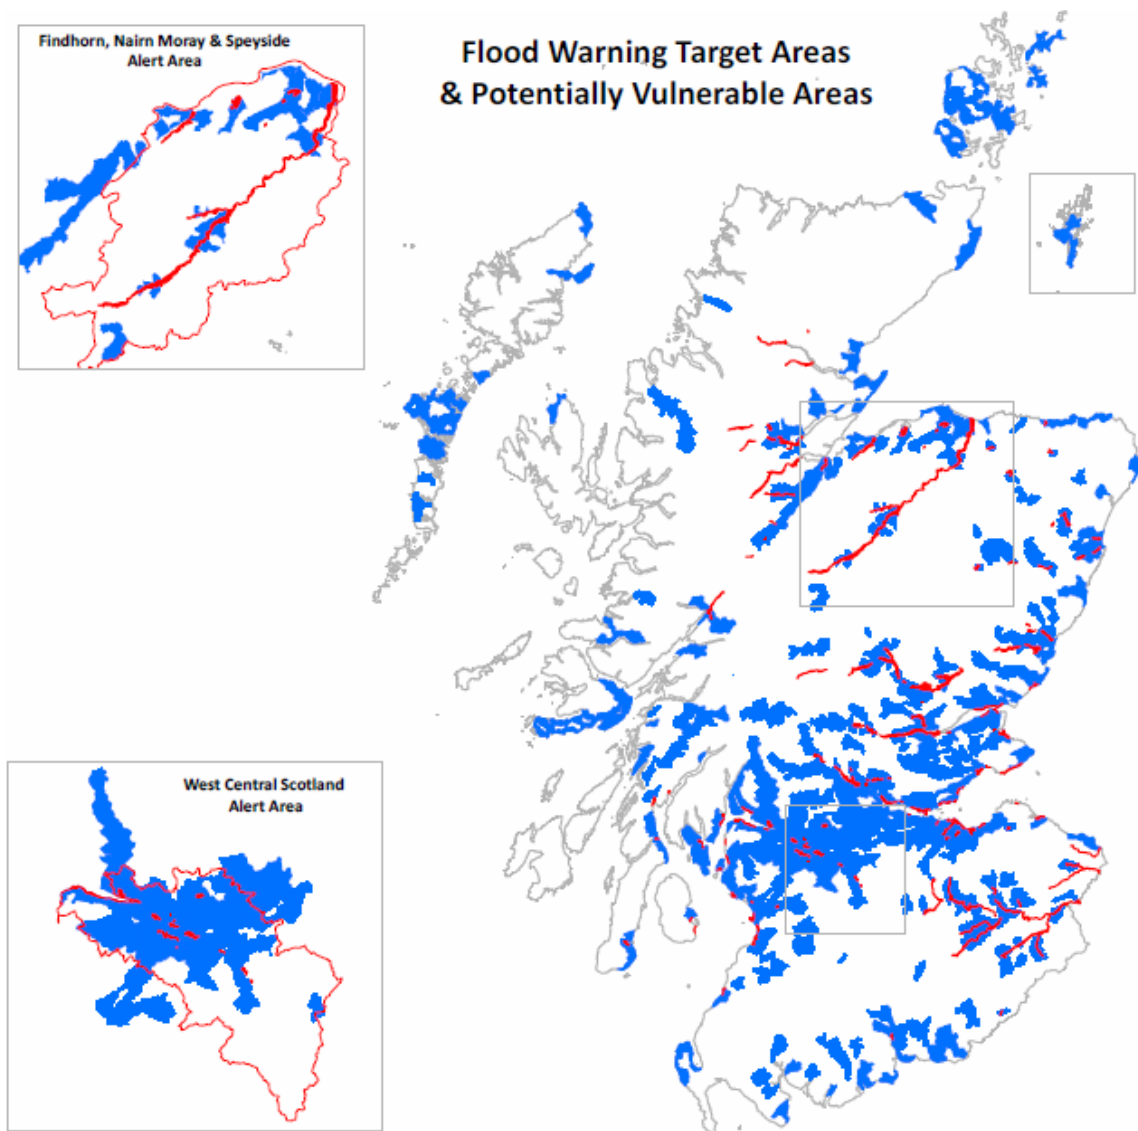 Findhorn, Nairn Moray & Speyside
Alert Area
Flood Warning Target Areas
& Potentially Vulnerable Areas
West Central Scotland
Alert Area